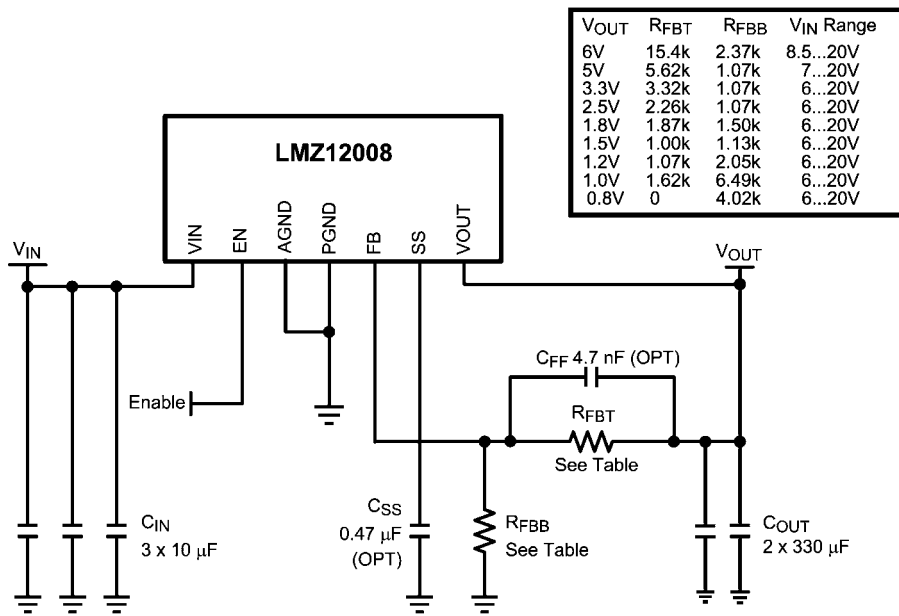 VOUT RFBT RFBB VIN Range
6V 15.4k 2.37k 8.5...20V
5V 5.62k 1.07k 7...20V
3.3V 3.32k 1.07k 6...20V
2.5V 2.26k 1.07k 6...20V
1.8V 1.87k 1.50k 6...20V
1.5V 1.00k 1.13k 6...20V
1.2V 1.07k 2.05k 6...20V
1.0V 1.62k 6.49k 6...20V
0.8V 0 4.02k 6...20V
LMZ12008
VIN EN AGND PGND FB SS VOUT
VIN
VOUT
CFF 4.7 nF (OPT)
Enable
RFBT
See Table
CIN
3 x 10 μF
CSS
0.47 μF
(OPT)
RFBB
See Table
COUT
2 x 330 μF